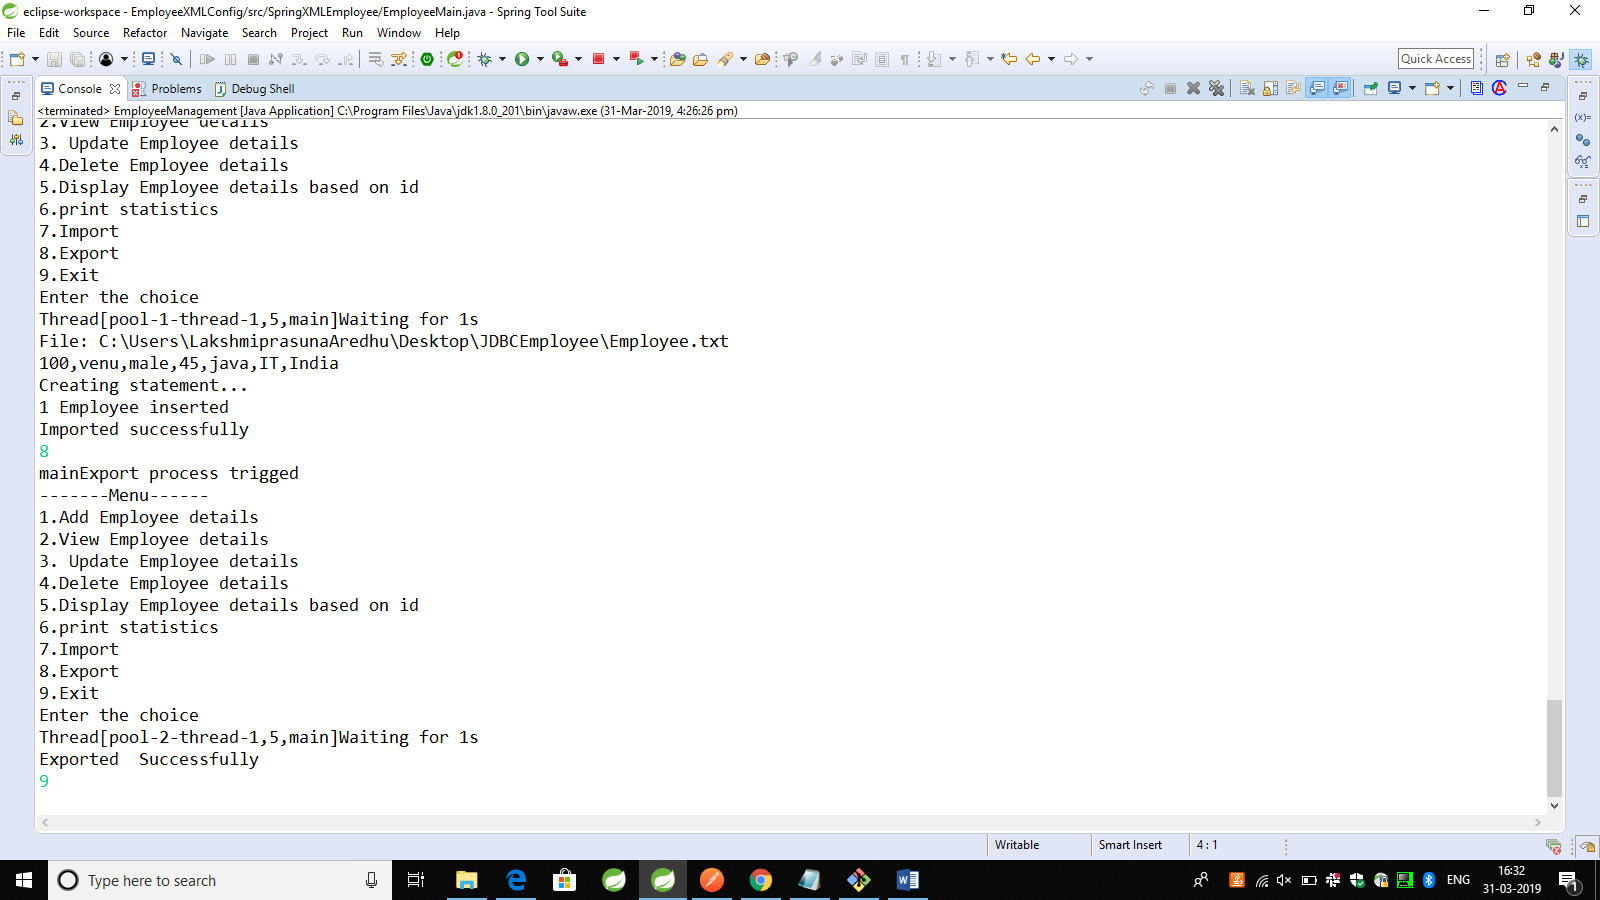 eclipse-workspace - EmployeeXMLConfig/src/SpringXMLEmployee/EmployeeMain.java - Spring Tool Suite
File Edit Source Refactor Navigate Search Project Run Window Help
Quick Access
Console Problems Debug Shell
<terminated> EmployeeManagement [Java Application] C:\Program Files\Java\jdk1.8.0_201\bin\javaw.exe (31-Mar-2019, 4:26:26 pm)
2.View Employee details
3. Update Employee details
4.Delete Employee details
5.Display Employee details based on id
6.print statistics
7.Import
8.Export
9.Exit
Enter the choice
Thread[pool-1-thread-1,5,main]Waiting for 1s
File: C:\Users\LakshmiprasunaAredhu\Desktop\JDBCEmployee\Employee.txt
100,venu,male,45,java,IT,India
Creating statement...
1 Employee inserted
Imported successfully
8
mainExport process trigged
-------Menu------
1.Add Employee details
2.View Employee details
3. Update Employee details
4.Delete Employee details
5.Display Employee details based on id
6.print statistics
7.Import
8.Export
9.Exit
Enter the choice
Thread[pool-2-thread-1,5,main]Waiting for 1s
Exported  Successfully
9
Writable Smart Insert 4 : 1
Type here to search
ENG
16:32
31-03-2019
1